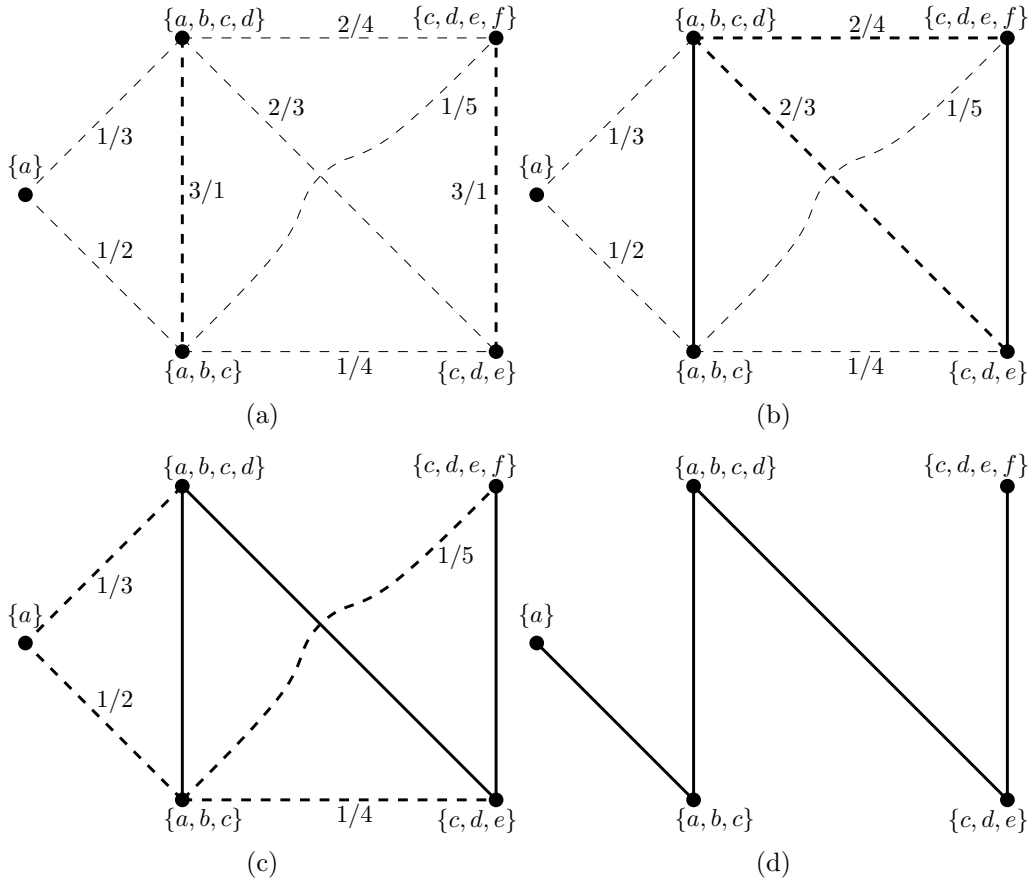 {a, b, c, d} 2/4 {c, d, e, f} {a, b, c, d} 2/4 {c, d, e, f}
2/3 1/5 2/3 1/5
1/3 1/3
{a} {a}
3/1 3/1
1/2 1/2
{a, b, c} 1/4 {c, d, e} {a, b, c} 1/4 {c, d, e}
(a) (b)
{a, b, c, d} {c, d, e, f} {a, b, c, d} {c, d, e, f}
1/5
1/3
{a} {a}
1/2
{a, b, c} 1/4 {c, d, e} {a, b, c} {c, d, e}
(c) (d)